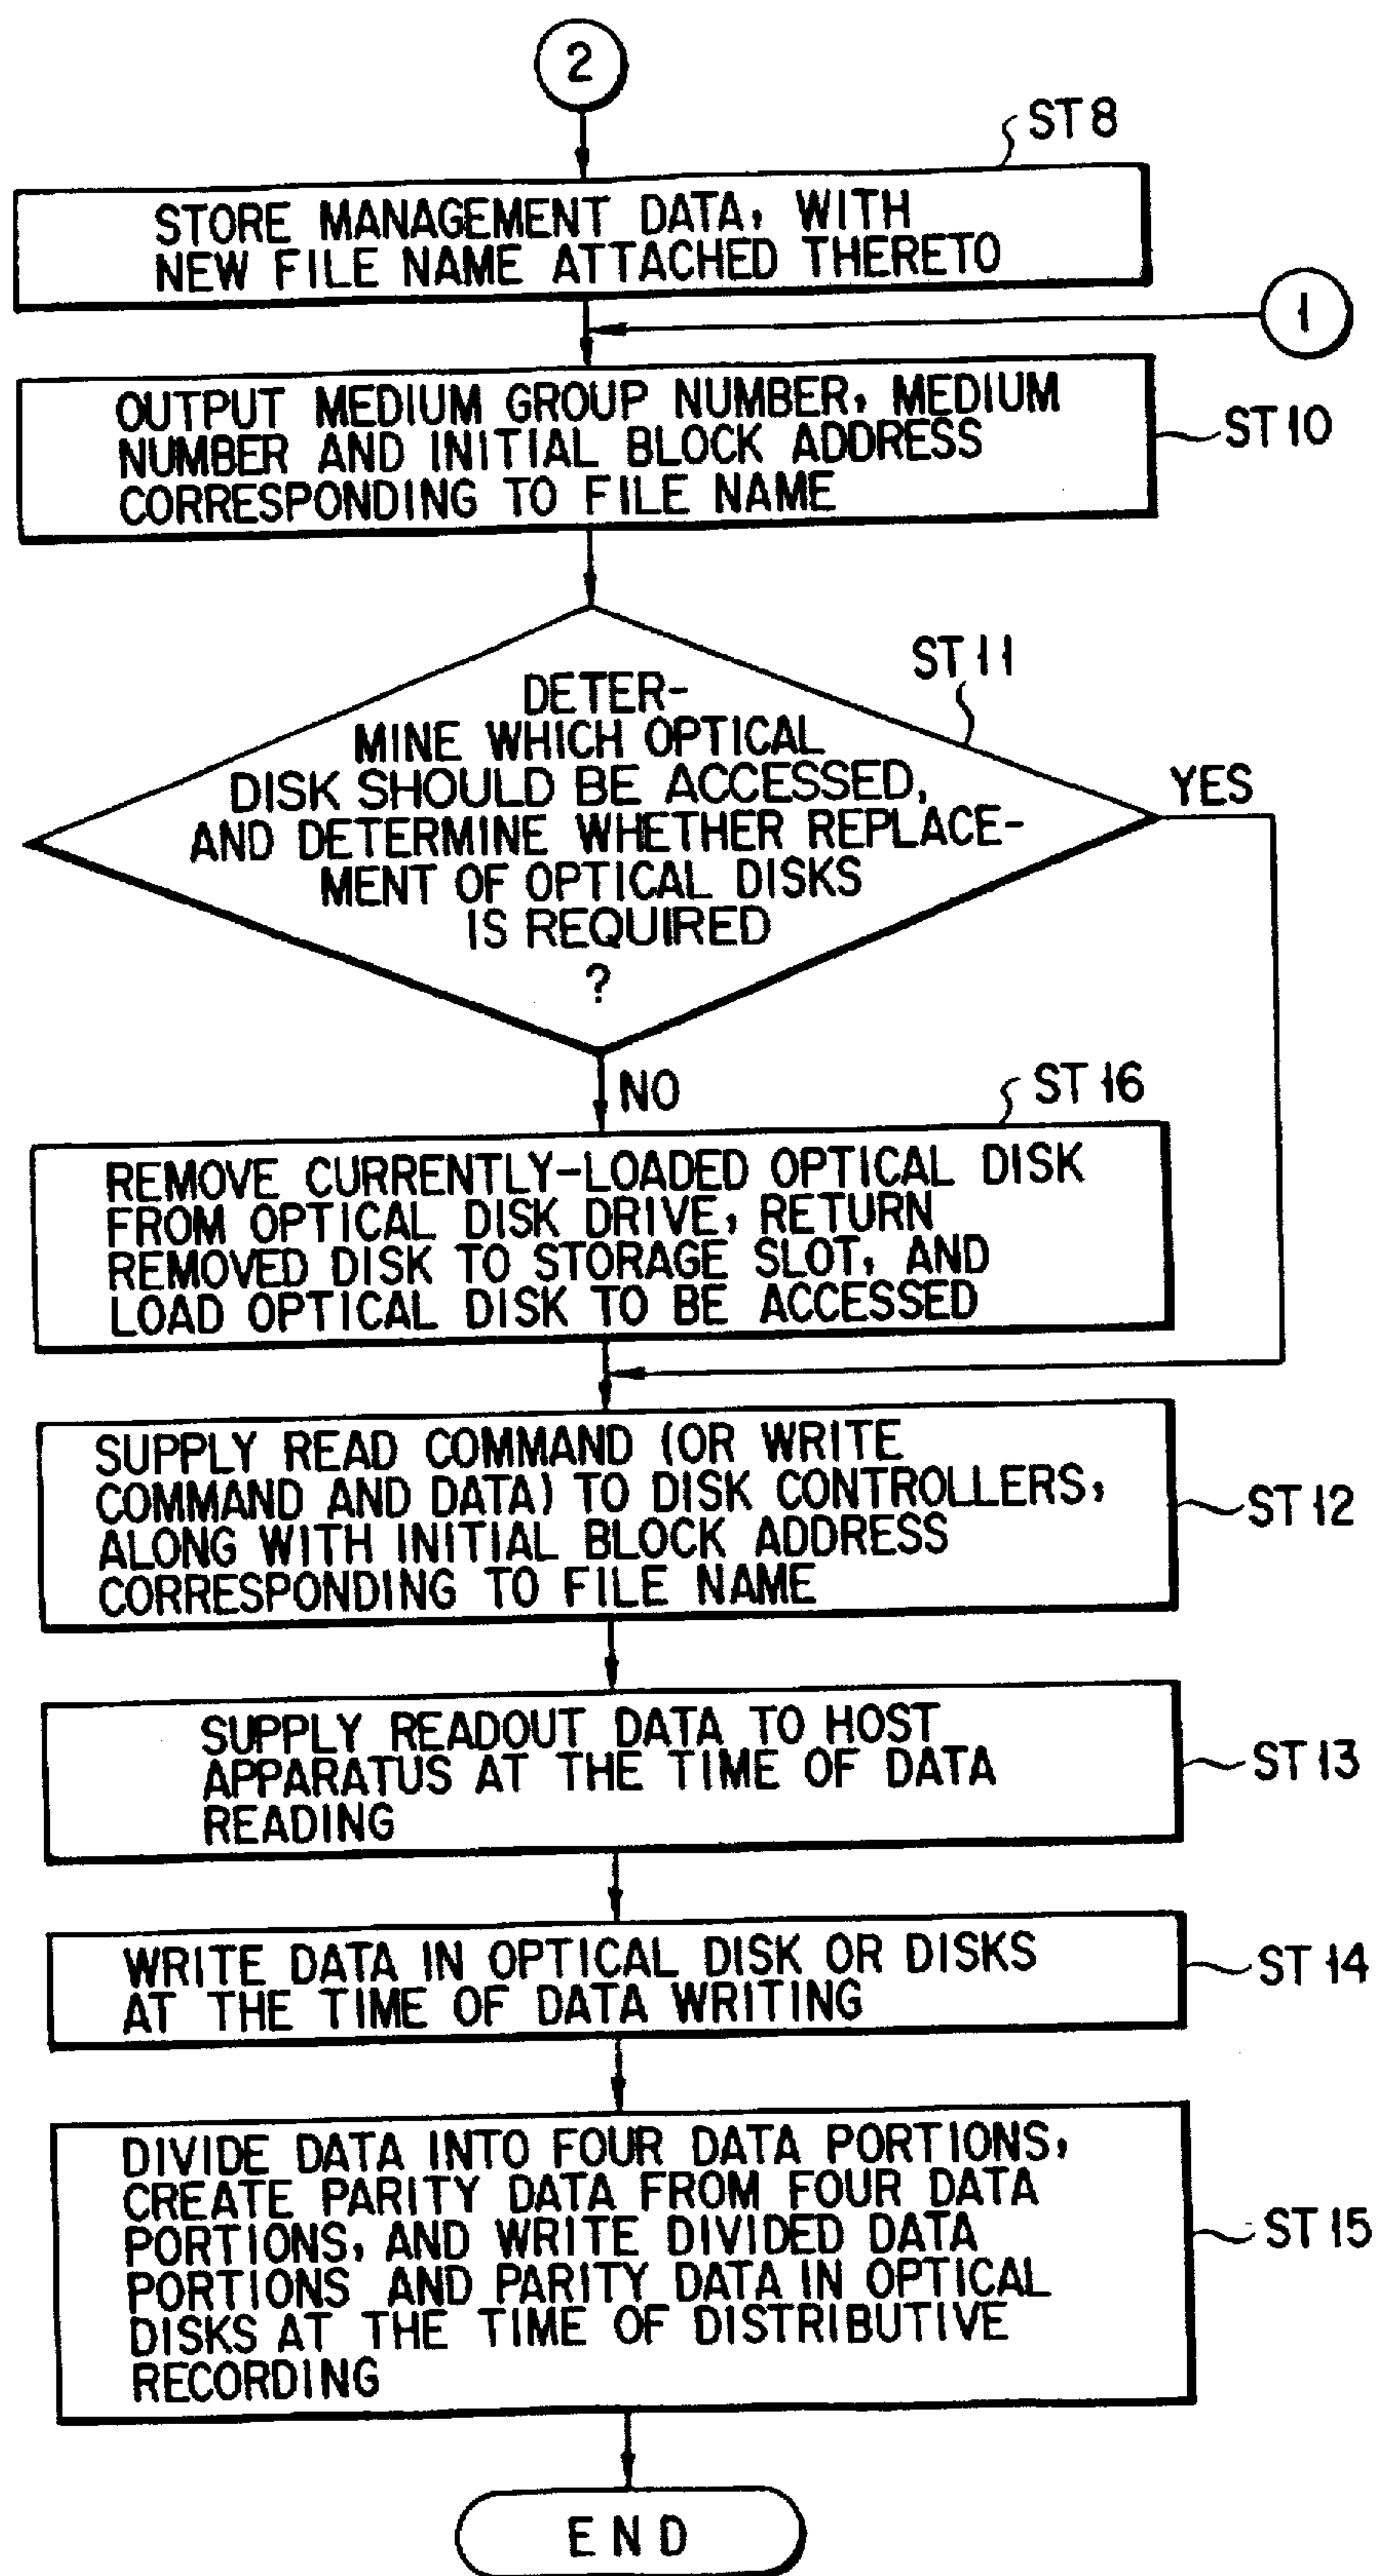 2
ST8
STORE MANAGEMENT DATA, WITH
NEW FILE NAME ATTACHED THERETO
1
OUTPUT MEDIUM GROUP NUMBER, MEDIUM
NUMBER AND INITIAL BLOCK ADDRESS
CORRESPONDING TO FILE NAME
ST10
ST11
DETER-
MINE WHICH OPTICAL
DISK SHOULD BE ACCESSED,
AND DETERMINE WHETHER REPLACE-
MENT OF OPTICAL DISKS
IS REQUIRED
?
YES
NO
ST16
REMOVE CURRENTLY-LOADED OPTICAL DISK
FROM OPTICAL DISK DRIVE, RETURN
REMOVED DISK TO STORAGE SLOT, AND
LOAD OPTICAL DISK TO BE ACCESSED
SUPPLY READ COMMAND (OR WRITE
COMMAND AND DATA) TO DISK CONTROLLERS,
ALONG WITH INITIAL BLOCK ADDRESS
CORRESPONDING TO FILE NAME
ST12
SUPPLY READOUT DATA TO HOST
APPARATUS AT THE TIME OF DATA
READING
ST13
WRITE DATA IN OPTICAL DISK OR DISKS
AT THE TIME OF DATA WRITING
ST14
DIVIDE DATA INTO FOUR DATA PORTIONS,
CREATE PARITY DATA FROM FOUR DATA
PORTIONS, AND WRITE DIVIDED DATA
PORTIONS AND PARITY DATA IN OPTICAL
DISKS AT THE TIME OF DISTRIBUTIVE
RECORDING
ST15
END